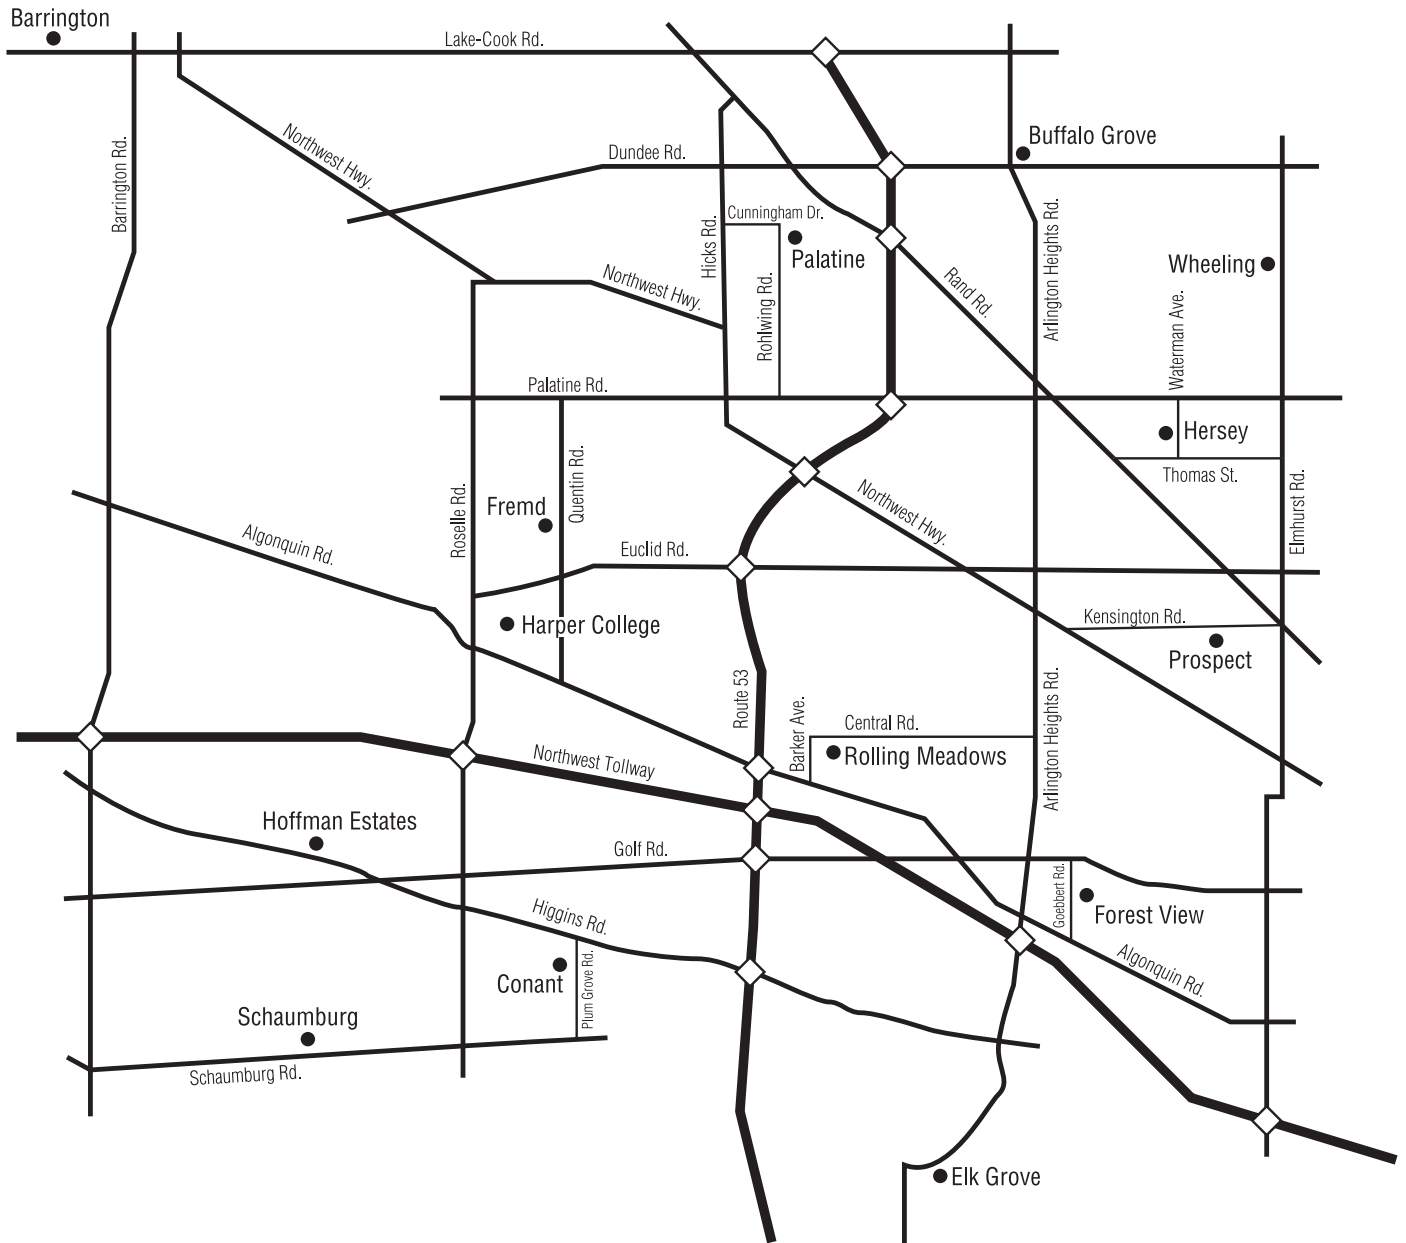 Barrington
Lake-Cook Rd.
Barrington Rd.
Northwest Hwy.
Dundee Rd.
Buffalo Grove
Cunningham Dr.
Hicks Rd.
Palatine
Rohlwing Rd.
Northwest Hwy.
Rand Rd.
Arlington Heights Rd.
Wheeling
Waterman Ave.
Palatine Rd.
Hersey
Thomas St.
Elmhurst Rd.
Roselle Rd.
Fremd
Quentin Rd.
Northwest Hwy.
Algonquin Rd.
Euclid Rd.
Harper College
Kensington Rd.
Prospect
Route 53
Barker Ave.
Central Rd.
Rolling Meadows
Arlington Heights Rd.
Northwest Tollway
Hoffman Estates
Golf Rd.
Goebbert Rd.
Forest View
Higgins Rd.
Algonquin Rd.
Conant
Plum Grove Rd.
Schaumburg
Schaumburg Rd.
Elk Grove